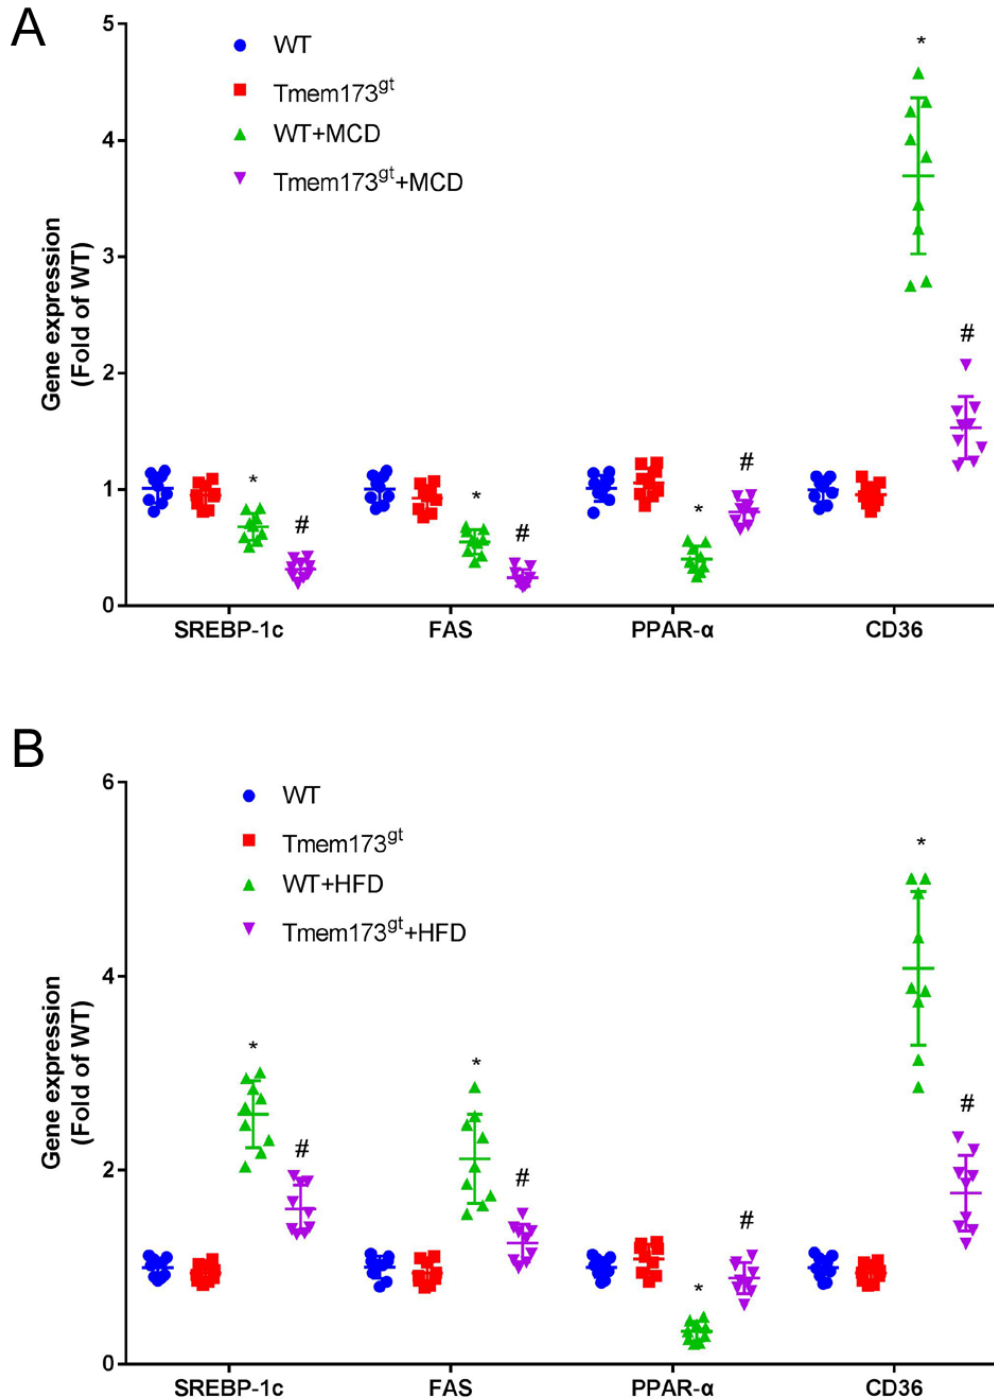 A
5
WT
*
Tmem173gt
WT+MCD
4
Tmem173gt+MCD
Gene expression
(Fold of WT)
3
#
2
#
1
*
*
#
#
*
0
SREBP-1c FAS PPAR-α CD36
B
6
WT
*
Tmem173gt
WT+HFD
Tmem173gt+HFD
4
Gene expression
(Fold of WT)
*
*
#
2
#
#
#
*
0
SREBP-1c FAS PPAR-α CD36